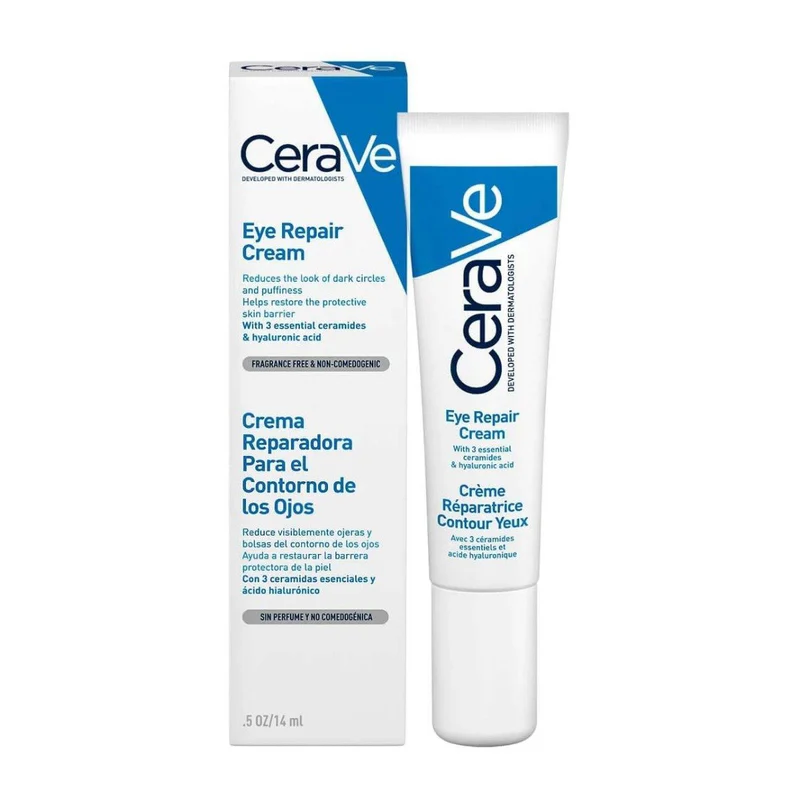 CeraVe
CeraVe
DEVELOPED WITH DERMATOLOGISTS
Eye Repair
Cream
Reduces the look of dark circles
and puffiness
Helps restore the protective
skin barrier
With 3 essential ceramides
& hyaluronic acid
FRAGRANCE FREE & NON-COMEDOGENIC
Crema
Reparadora
Para el
Contorno de
los Ojos
Reduce visiblemente ojeras y
bolsas del contorno de los ojos
Ayuda a restaurar la barrera
protectora de la piel
Con 3 ceramidas esenciales y
ácido hialurónico
SIN PERFUME Y NO COMEDOGÉNICA
.5 OZ/14 ml
CeraVe
DEVELOPED WITH DERMATOLOGISTS
Eye Repair
Cream
With 3 essential
ceramides
& hyaluronic acid
Crème
Réparatrice
Contour Yeux
Avec 3 céramides
essentiels et
acide hyaluronique